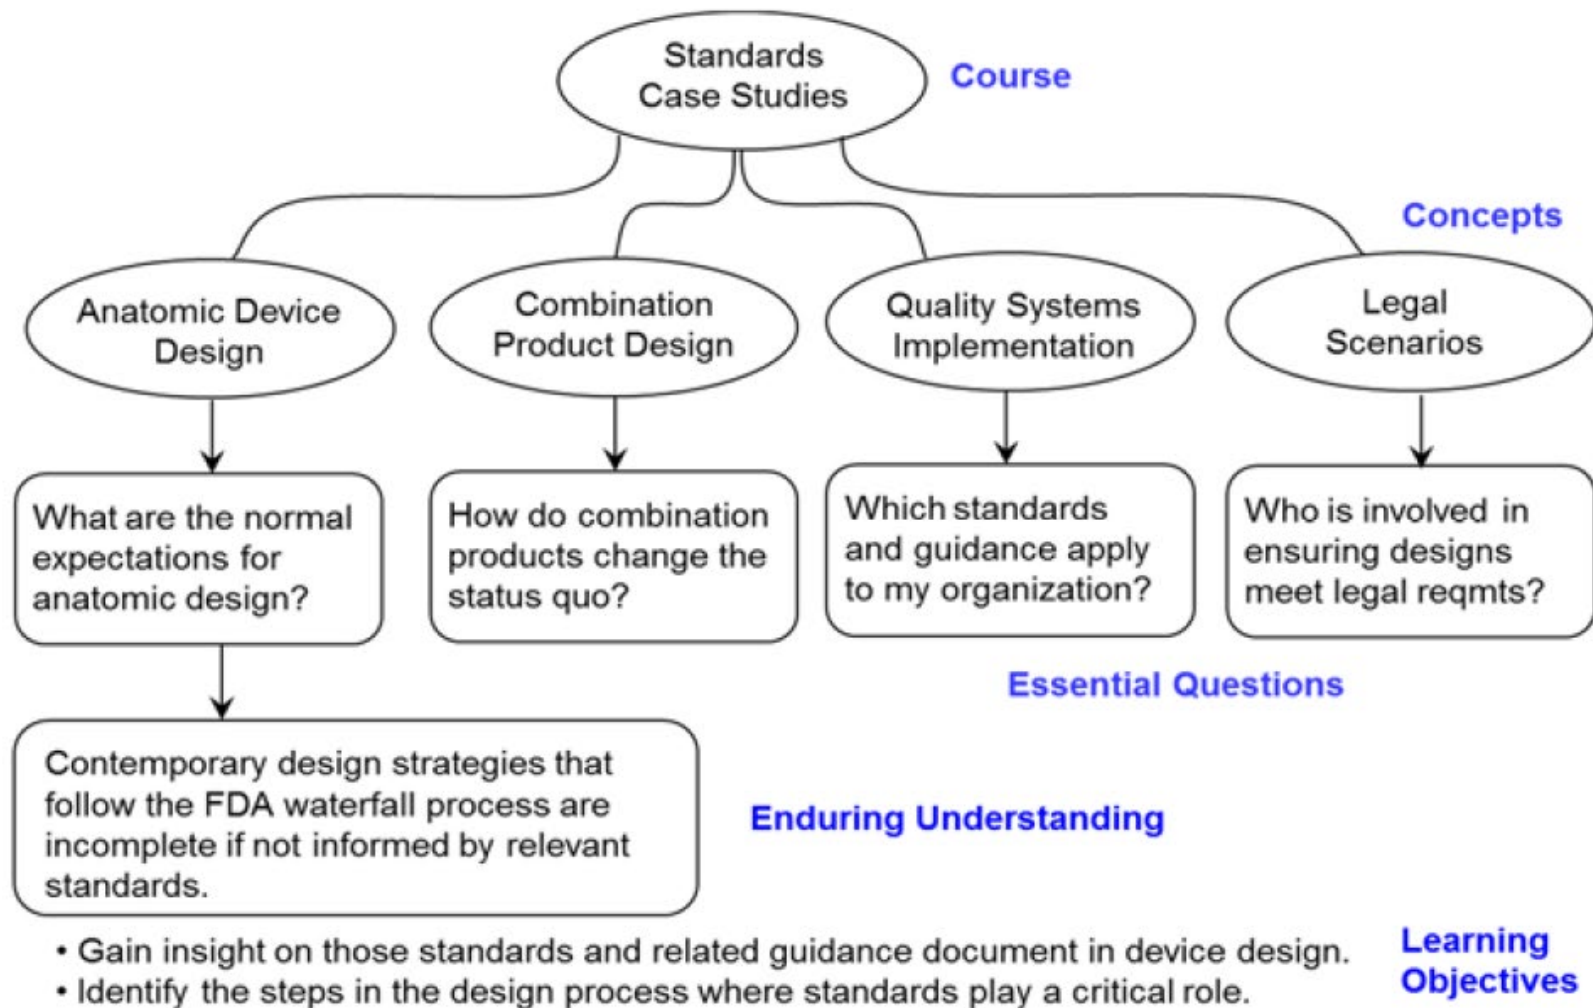 Standards
Case Studies
Course
Concepts
Anatomic Device
Design
Combination
Product Design
Quality Systems
Implementation
Legal
Scenarios
What are the normal
expectations for
anatomic design?
How do combination
products change the
status quo?
Which standards
and guidance apply
to my organization?
Who is involved in
ensuring designs
meet legal reqmts?
Essential Questions
Contemporary design strategies that
follow the FDA waterfall process are
incomplete if not informed by relevant
standards.
Enduring Understanding
• Gain insight on those standards and related guidance document in device design.
• Identify the steps in the design process where standards play a critical role.
Learning
Objectives